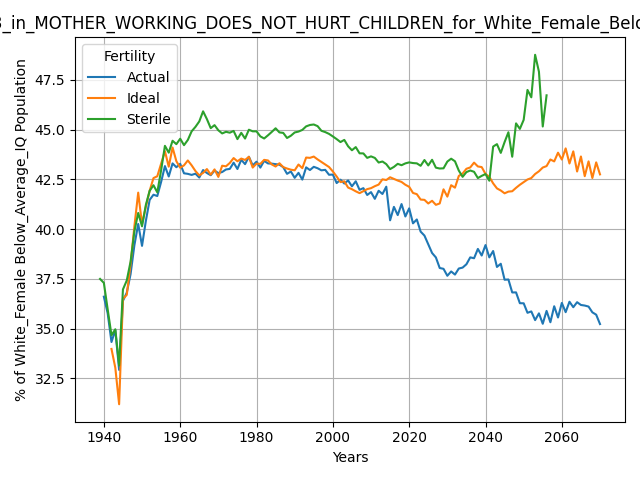 _in_MOTHER_WORKING_DOES_NOT_HURT_CHILDREN_for_White_Female_Belo
Fertility
Actual
Ideal
Sterile
% of White_Female Below_Average_IQ Population
47.5
45.0
42.5
40.0
37.5
35.0
32.5
1940
1960
1980
2000
2020
2040
2060
Years